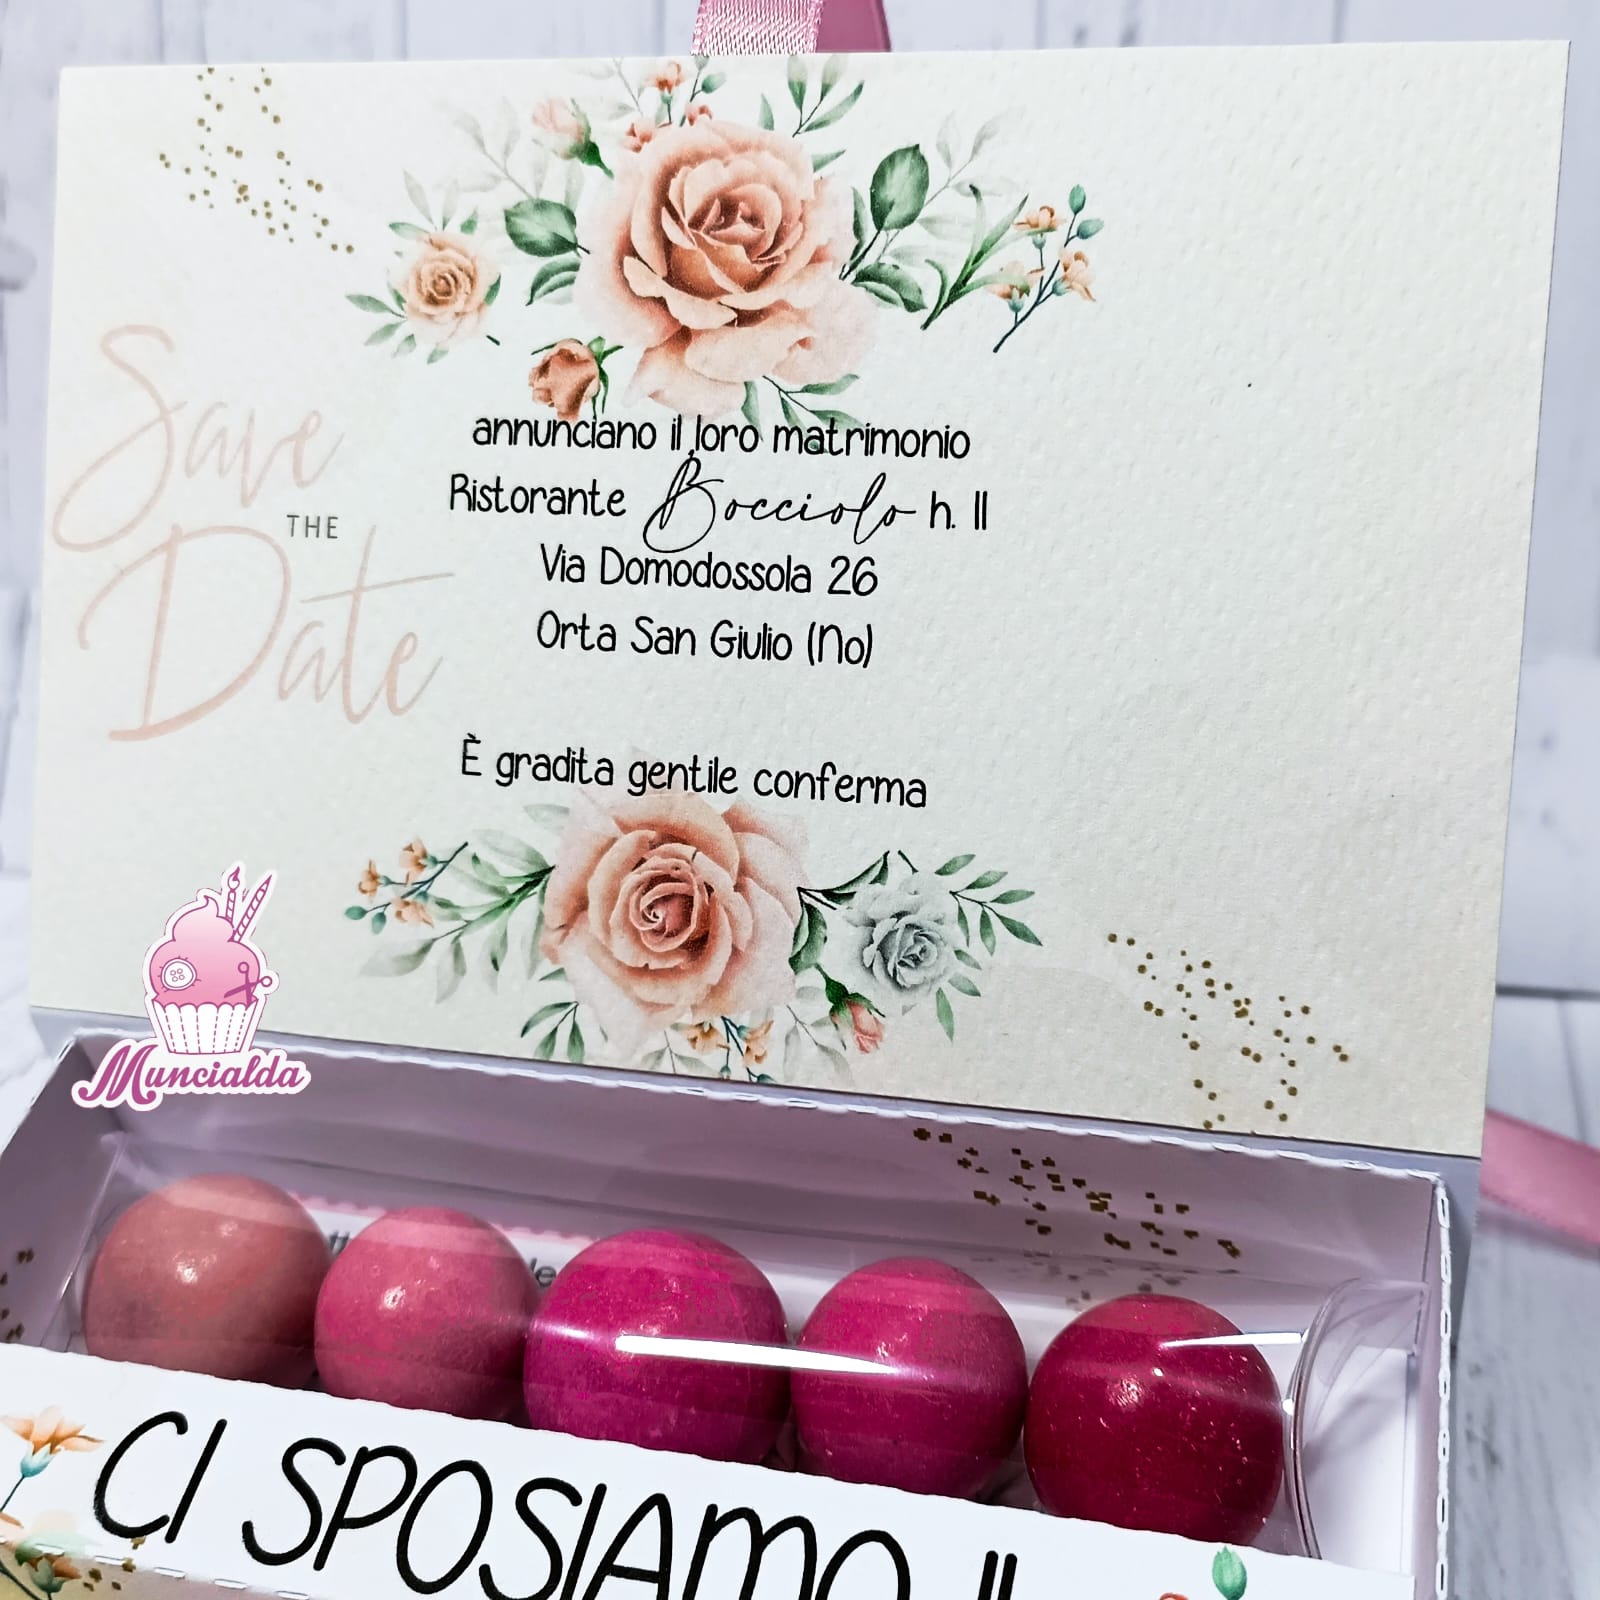 Save
THE
Date
annunciano il loro matrimonio
Ristorante Bocciolo h. 11
Via Domodossola 26
Orta San Giulio (No)
È gradita gentile conferma
Muncialda
CI SPOSIAMO !!